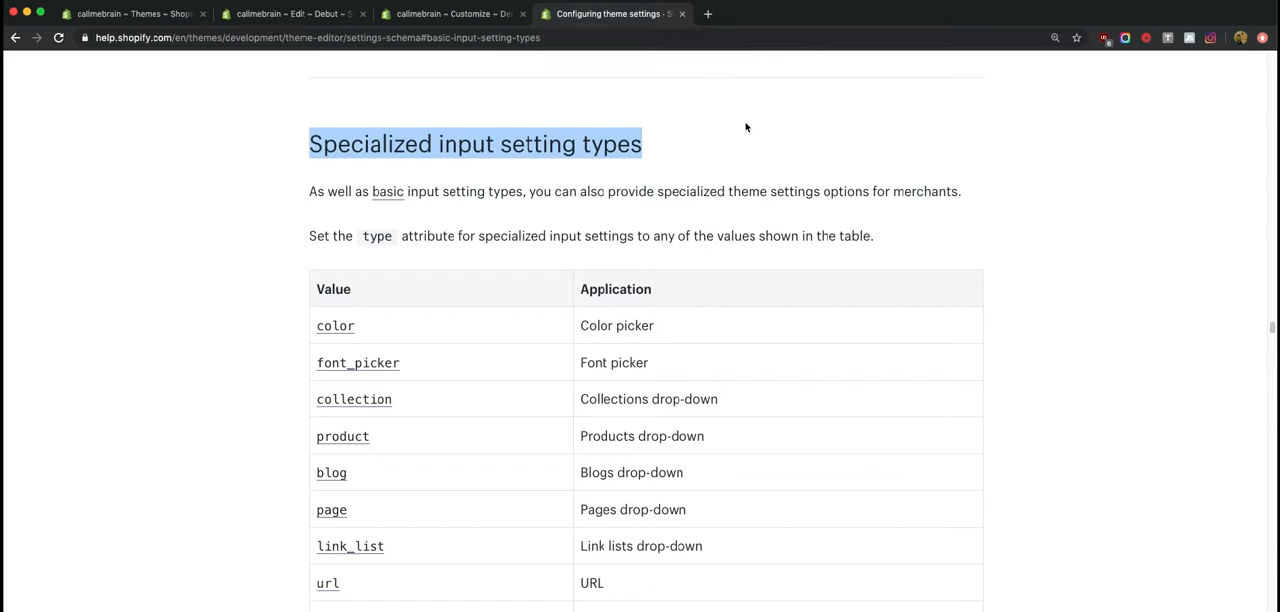 callmebrain ~ Themes ~ Shop
callmebrain ~ Edit ~ Debut ~ S
callmebrain ~ Customize ~ De
Configuring theme settings · S
help.shopify.com/en/themes/development/theme-editor/settings-schema#basic-input-setting-types
6
Specialized input setting types
As well as basic input setting types, you can also provide specialized theme settings options for merchants.
Set the type attribute for specialized input settings to any of the values shown in the table.
Value Application
color Color picker
font_picker Font picker
collection Collections drop-down
product Products drop-down
blog Blogs drop-down
page Pages drop-down
link_list Link lists drop-down
url URL